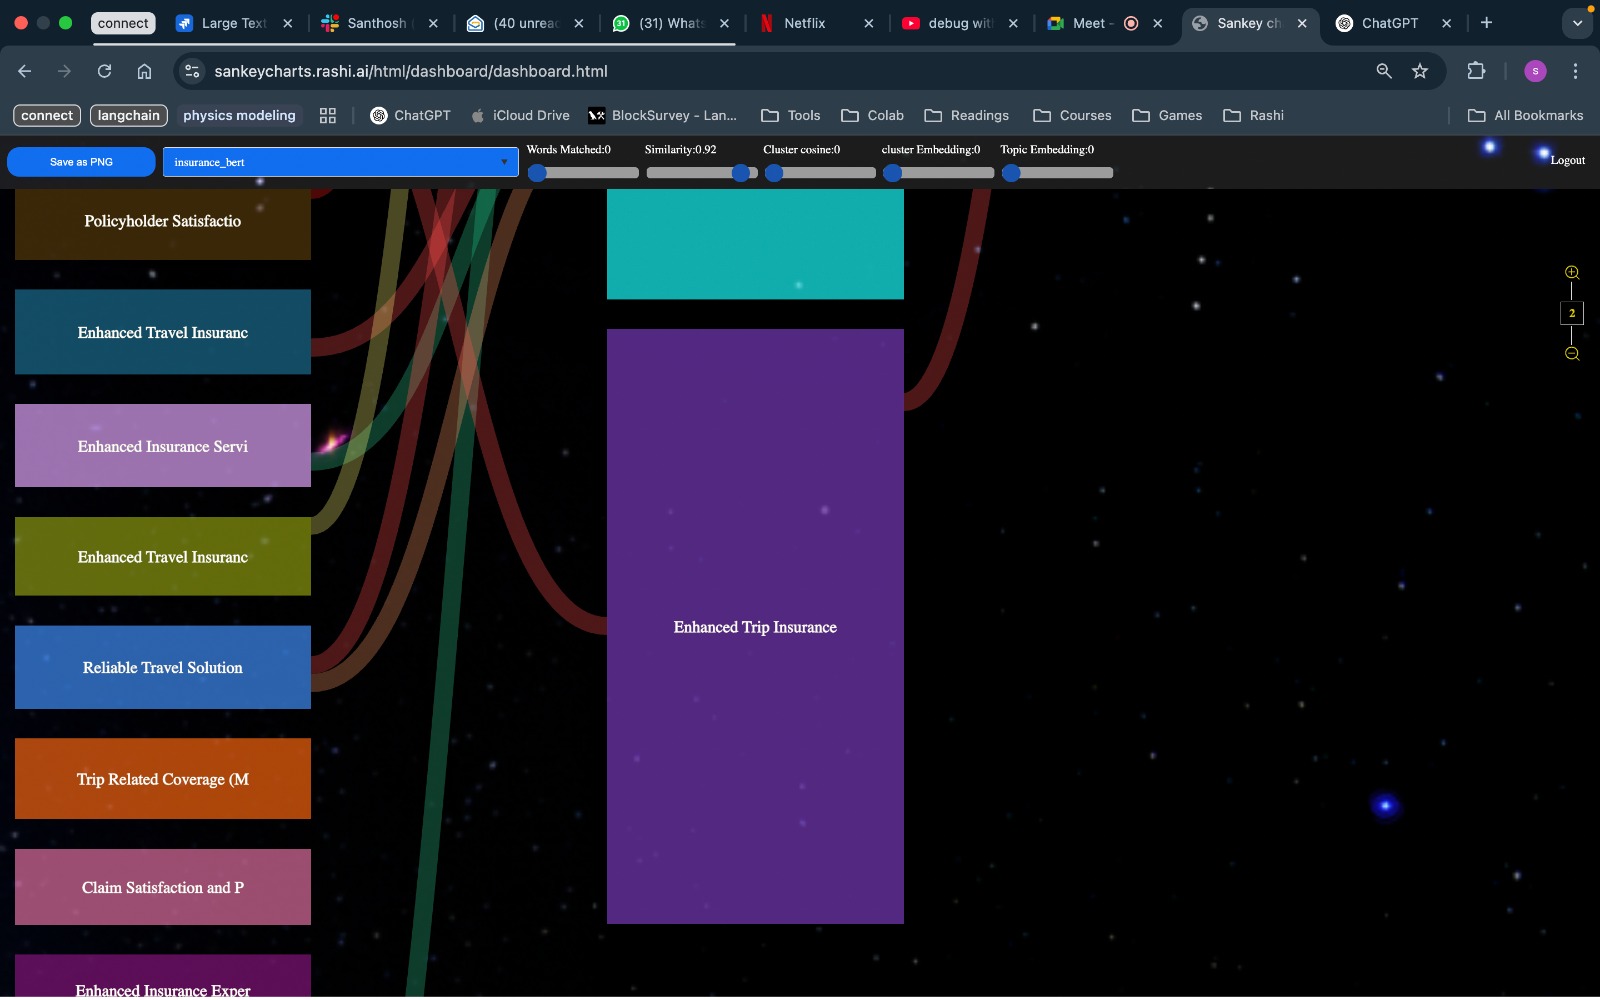 connect
Large Text
Santhosh (
(40 unread
31
(31) Whats
Netflix
debug with
Meet -
Sankey ch
ChatGPT
sankeycharts.rashi.ai/html/dashboard/dashboard.html
S
connect
langchain
physics modeling
ChatGPT
iCloud Drive
BlockSurvey - Lan...
Tools
Colab
Readings
Courses
Games
Rashi
All Bookmarks
Save as PNG
insurance_bert
Words Matched:0
Similarity:0.92
Cluster cosine:0
cluster Embedding:0
Topic Embedding:0
Logout
Policyholder Satisfactio
Enhanced Travel Insuranc
2
Enhanced Insurance Servi
Enhanced Travel Insuranc
Enhanced Trip Insurance
Reliable Travel Solution
Trip Related Coverage (M
Claim Satisfaction and P
Enhanced Insurance Exper